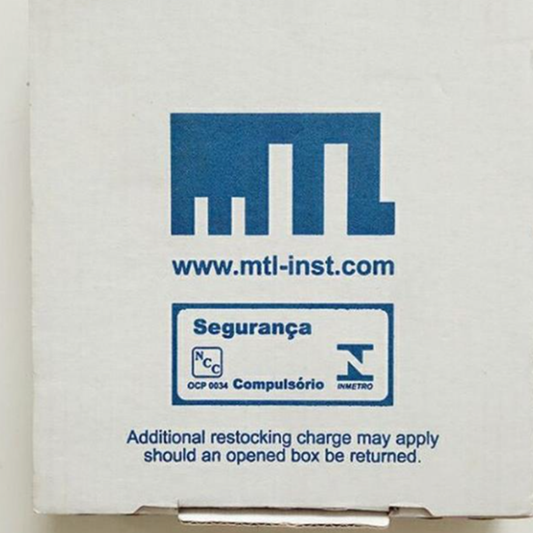 MTL
www.mtl-inst.com
Segurança
NCC
OCP 0034 Compulsório INMETRO
Additional restocking charge may apply
should an opened box be returned.